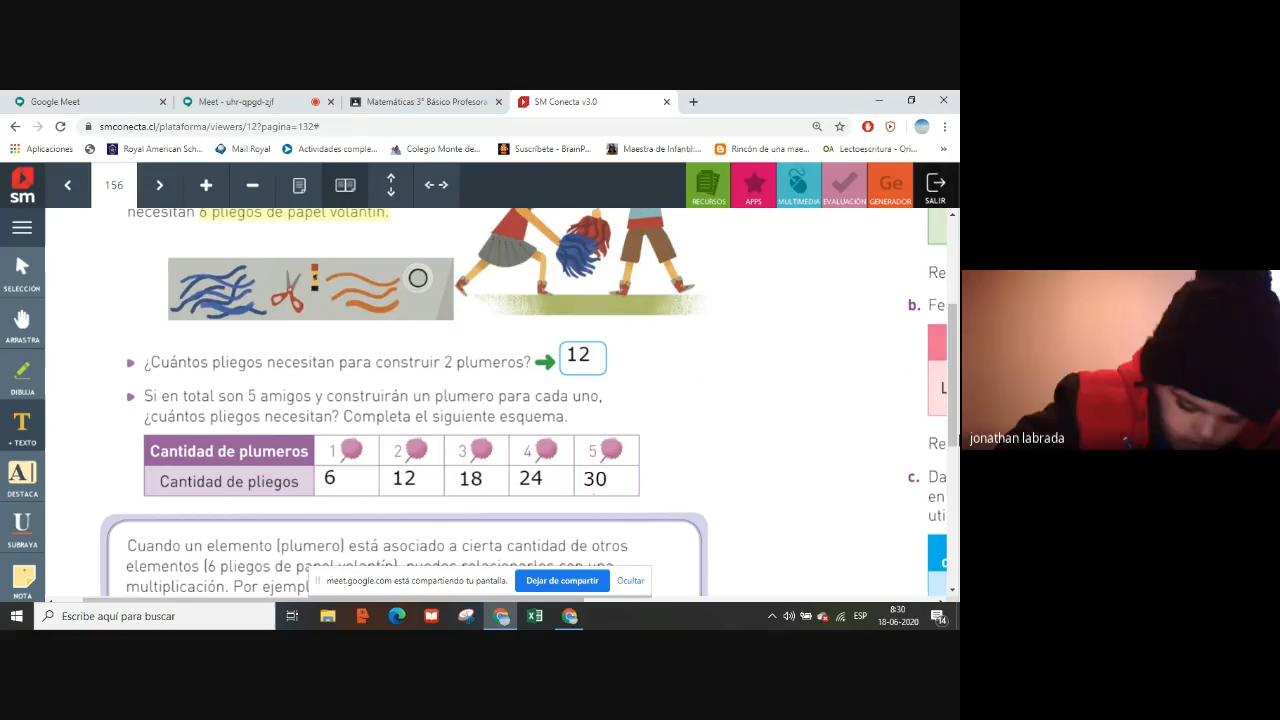 Google Meet
Meet - uhr-qpgd-zjf
Matemáticas 3° Básico Profesora
SM Conecta v3.0
smconecta.cl/plataforma/viewers/12?pagina=132#
Aplicaciones
Royal American Sch...
Mail Royal
Actividades comple...
Colegio Monte de...
Suscríbete - BrainP...
Maestra de Infantil:...
Rincón de una mae...
OA Lectoescritura - Ori...
sm
156
RECURSOS
APPS
MULTIMEDIA
EVALUACIÓN
Ge
GENERADOR
SALIR
SELECCIÓN
ARRASTRA
DIBUJA
T
+ TEXTO
A
DESTACA
U
SUBRAYA
NOTA
necesitan 6 pliegos de papel volantín.
¿Cuántos pliegos necesitan para construir 2 plumeros? 12
Si en total son 5 amigos y construirán un plumero para cada uno,
¿cuántos pliegos necesitan? Completa el siguiente esquema.
Cantidad de plumeros 1 2 3 4 5
Cantidad de pliegos 6 12 18 24 30
Cuando un elemento (plumero) está asociado a cierta cantidad de otros
elementos (6 pliegos de papel volantín), puedes relacionarlos con una
multiplicación. Por ejempl
Re
b. Fe
L
Re
c. Da
en
uti
meet.google.com está compartiendo tu pantalla.
Dejar de compartir
Ocultar
Escribe aquí para buscar
ESP
8:30
18-06-2020
14
jonathan labrada